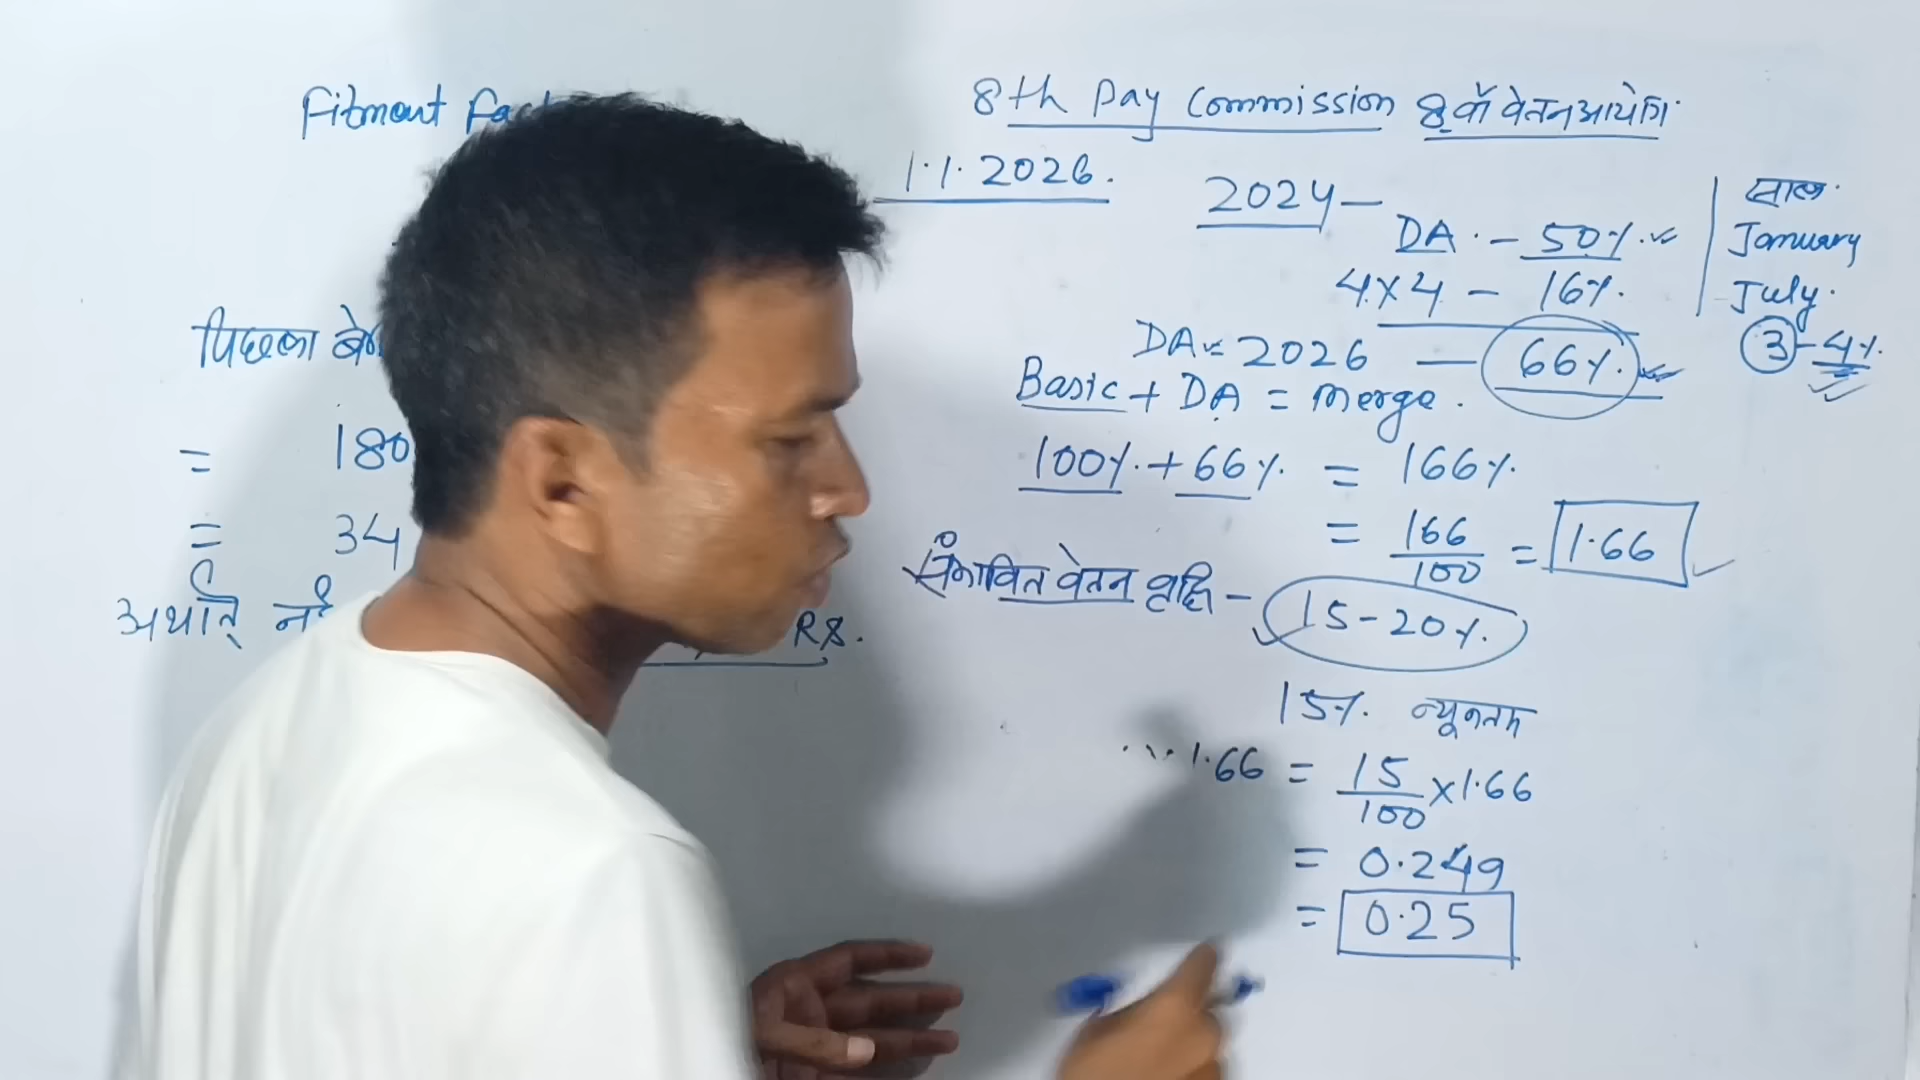 Fitment
पिछला
= 180
= 34
अर्थात् नई
RS.
8th Pay Commission 8वाँ वेतन आयोग
1.1.2026.
2024 —
DA. - 50%.
4x4 - 16%.
DA 2026 — 66%.
Basic + DA = merge.
100% + 66% = 166%.
= 166/100 = 1.66
संभावित वेतन वृद्धि - 15-20%.
15% न्यूनतम
1.66 = 15/100 x 1.66
= 0.249
= 0.25
साल.
January
July.
3 - 4%.